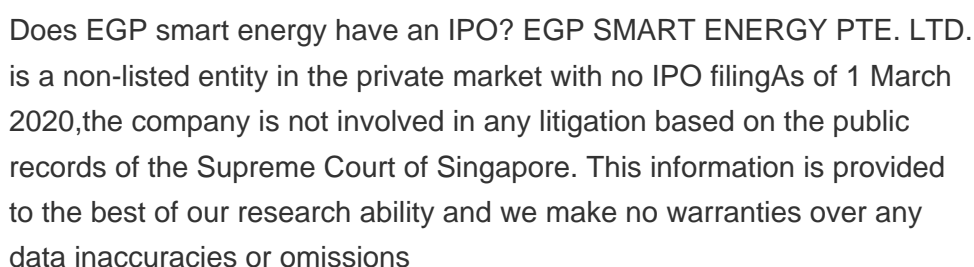 Does EGP smart energy have an IPO? EGP SMART ENERGY PTE. LTD.
is a non-listed entity in the private market with no IPO filingAs of 1 March
2020,the company is not involved in any litigation based on the public
records of the Supreme Court of Singapore. This information is provided
to the best of our research ability and we make no warranties over any
data inaccuracies or omissions